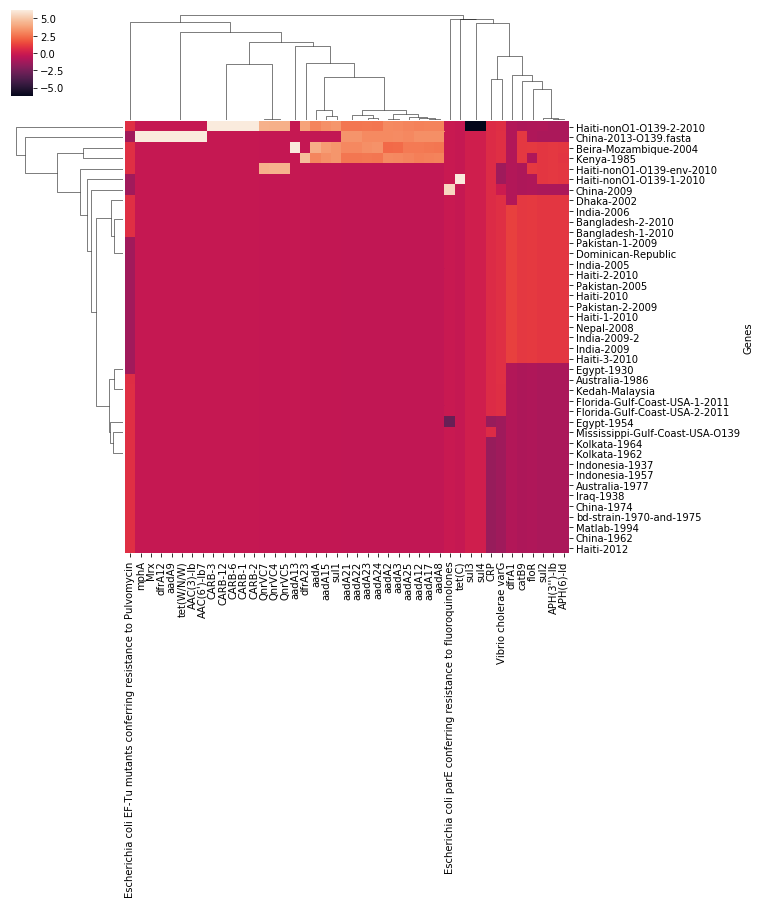 5.0
2.5
0.0
−2.5
−5.0
Haiti-nonO1-O139-2-2010
China-2013-O139.fasta
Beira-Mozambique-2004
Kenya-1985
Haiti-nonO1-O139-env-2010
Haiti-nonO1-O139-1-2010
China-2009
Dhaka-2002
India-2006
Bangladesh-2-2010
Bangladesh-1-2010
Pakistan-1-2009
Dominican-Republic
India-2005
Haiti-2-2010
Pakistan-2005
Haiti-2010
Pakistan-2-2009
Haiti-1-2010
Nepal-2008
India-2009-2
India-2009
Haiti-3-2010
Egypt-1930
Australia-1986
Kedah-Malaysia
Florida-Gulf-Coast-USA-1-2011
Florida-Gulf-Coast-USA-2-2011
Egypt-1954
Mississippi-Gulf-Coast-USA-O139
Kolkata-1964
Kolkata-1962
Indonesia-1937
Indonesia-1957
Australia-1977
Iraq-1938
China-1974
bd-strain-1970-and-1975
Matlab-1994
China-1962
Haiti-2012
Genes
Escherichia coli EF-Tu mutants conferring resistance to Pulvomycin
mphA
Mrx
dfrA12
aadA9
tet(W/N/W)
AAC(3)-Ib
AAC(6')-Ib7
CARB-3
CARB-12
CARB-6
CARB-1
CARB-2
QnrVC7
QnrVC4
QnrVC5
aadA13
dfrA23
aadA
aadA15
sul1
aadA21
aadA22
aadA23
aadA24
aadA2
aadA3
aadA25
aadA12
aadA17
aadA8
Escherichia coli parE conferring resistance to fluoroquinolones
tet(C)
sul3
sul4
CRP
Vibrio cholerae varG
dfrA1
catB9
floR
sul2
APH(3'')-Ib
APH(6)-Id